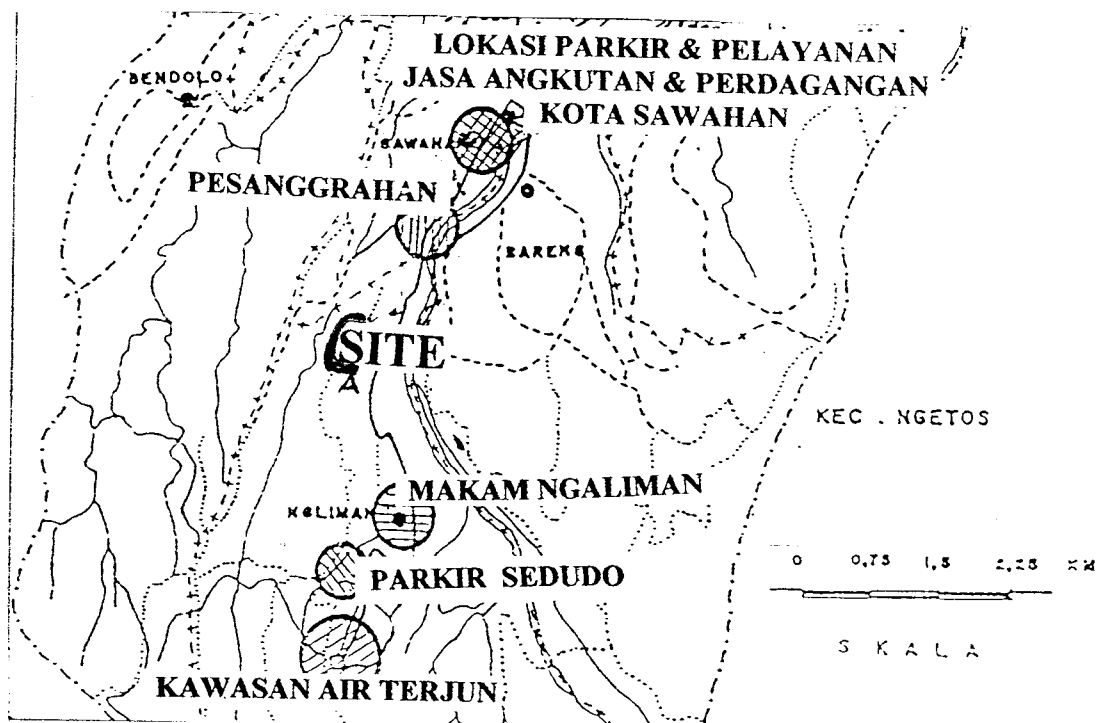 LOKASI PARKIR & PELAYANAN
JASA ANGKUTAN & PERDAGANGAN
KOTA SAWAHAN
BENDOLO
SAWAHAN
PESANGGRAHAN
BARENG
SITE
KEC. NGETOS
MAKAM NGALIMAN
NGLIMAN
PARKIR SEDUDO
0 0,75 1,5 2,25 KM
SKALA
KAWASAN AIR TERJUN